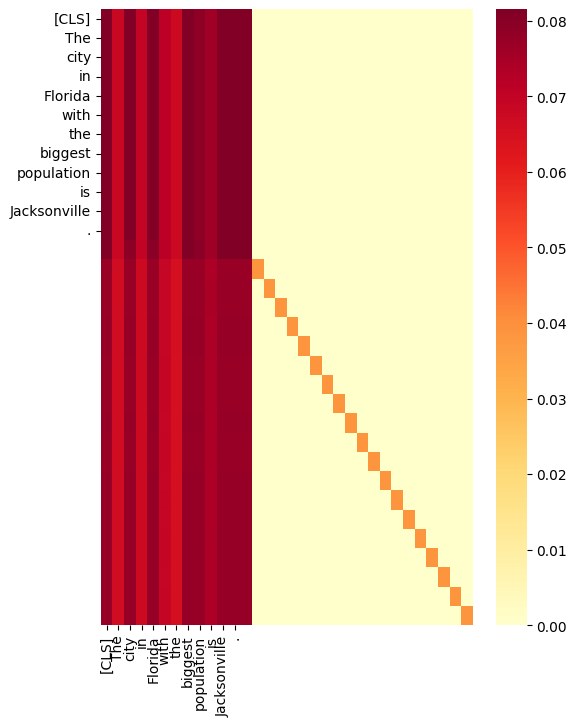 [CLS]
The
city
in
Florida
with
the
biggest
population
is
Jacksonville
.
0.08
0.07
0.06
0.05
0.04
0.03
0.02
0.01
0.00
[CLS]
The
city
in
Florida
with
the
biggest
population
is
Jacksonville
.